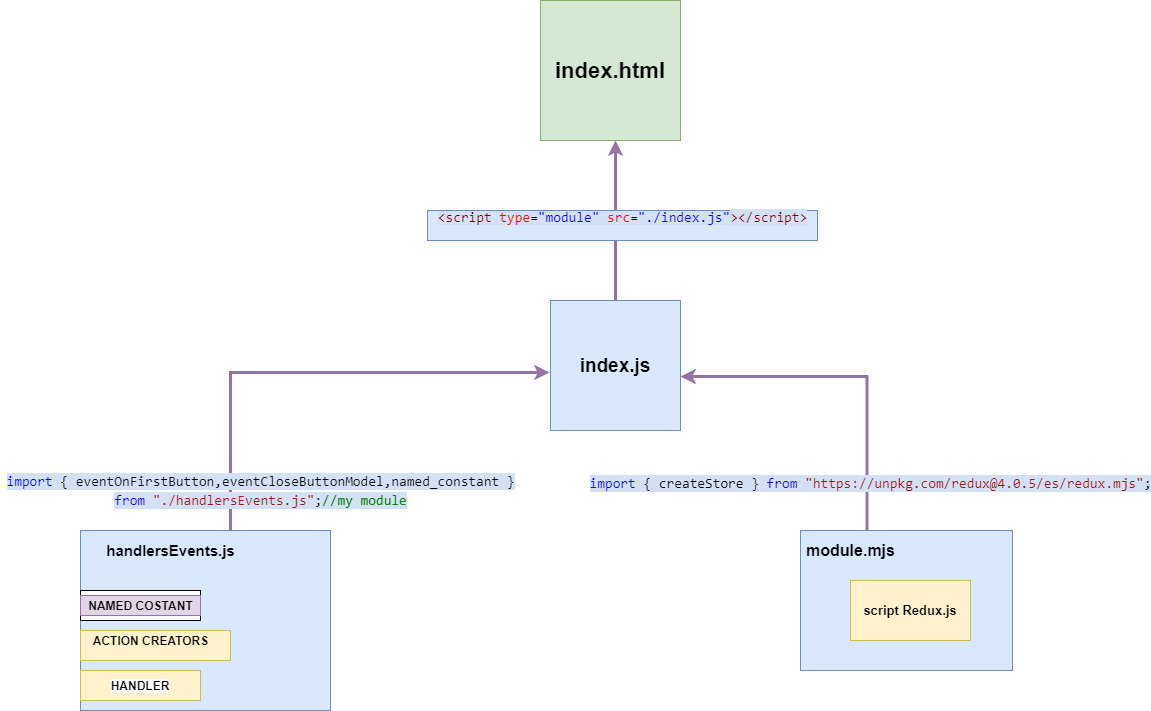 index.html
<script type="module" src="./index.js"></script>
index.js
import { eventOnFirstButton,eventCloseButtonModel,named_constant }
from "./handlersEvents.js";//my module
import { createStore } from "https://unpkg.com/redux@4.0.5/es/redux.mjs";
handlersEvents.js
NAMED COSTANT
ACTION CREATORS
HANDLER
module.mjs
script Redux.js